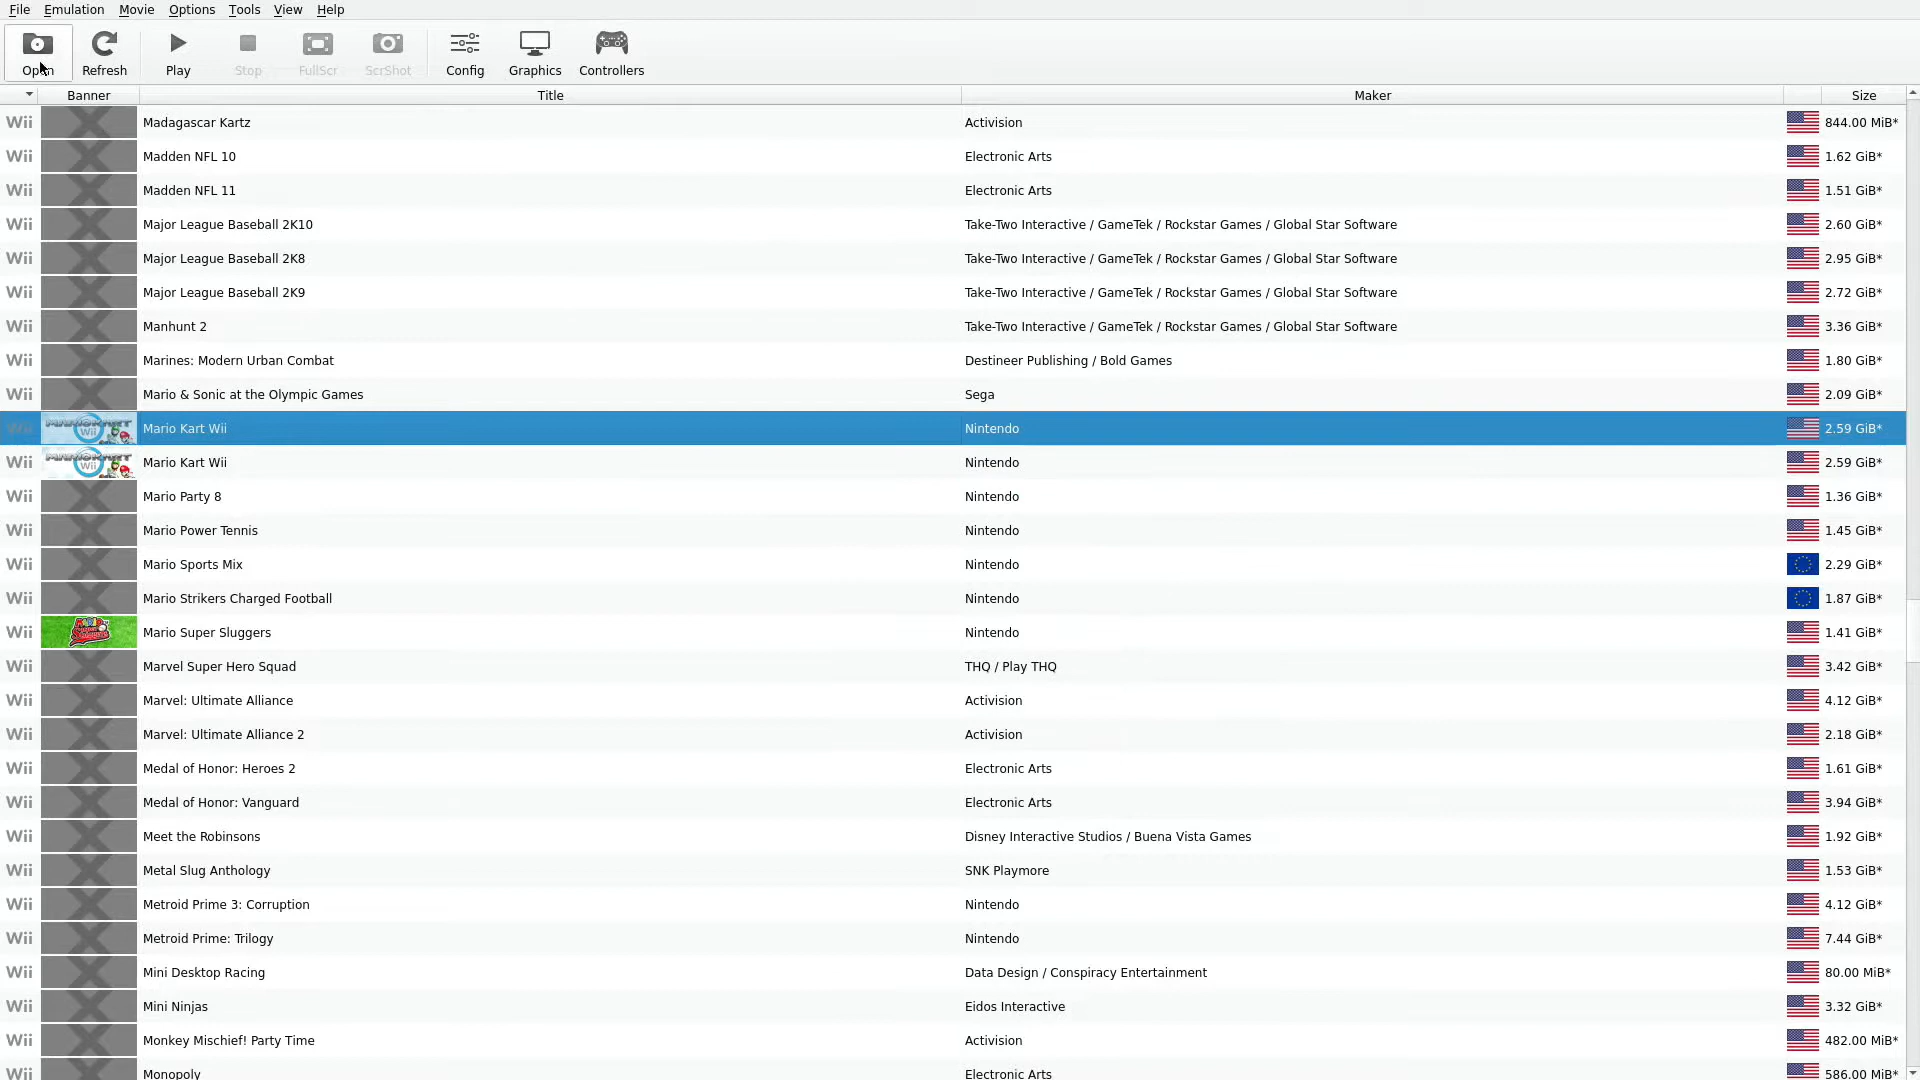 File Emulation Movie Options Tools View Help
Open Refresh Play Stop FullScr ScrShot Config Graphics Controllers
Banner Title Maker Size
Wii Madagascar Kartz Activision 844.00 MiB*
Wii Madden NFL 10 Electronic Arts 1.62 GiB*
Wii Madden NFL 11 Electronic Arts 1.51 GiB*
Wii Major League Baseball 2K10 Take-Two Interactive / GameTek / Rockstar Games / Global Star Software 2.60 GiB*
Wii Major League Baseball 2K8 Take-Two Interactive / GameTek / Rockstar Games / Global Star Software 2.95 GiB*
Wii Major League Baseball 2K9 Take-Two Interactive / GameTek / Rockstar Games / Global Star Software 2.72 GiB*
Wii Manhunt 2 Take-Two Interactive / GameTek / Rockstar Games / Global Star Software 3.36 GiB*
Wii Marines: Modern Urban Combat Destineer Publishing / Bold Games 1.80 GiB*
Wii Mario & Sonic at the Olympic Games Sega 2.09 GiB*
Wii MARIOKART Wii Mario Kart Wii Nintendo 2.59 GiB*
Wii MARIOKART Wii Mario Kart Wii Nintendo 2.59 GiB*
Wii Mario Party 8 Nintendo 1.36 GiB*
Wii Mario Power Tennis Nintendo 1.45 GiB*
Wii Mario Sports Mix Nintendo 2.29 GiB*
Wii Mario Strikers Charged Football Nintendo 1.87 GiB*
Wii MARIO SUPER SLUGGERS Mario Super Sluggers Nintendo 1.41 GiB*
Wii Marvel Super Hero Squad THQ / Play THQ 3.42 GiB*
Wii Marvel: Ultimate Alliance Activision 4.12 GiB*
Wii Marvel: Ultimate Alliance 2 Activision 2.18 GiB*
Wii Medal of Honor: Heroes 2 Electronic Arts 1.61 GiB*
Wii Medal of Honor: Vanguard Electronic Arts 3.94 GiB*
Wii Meet the Robinsons Disney Interactive Studios / Buena Vista Games 1.92 GiB*
Wii Metal Slug Anthology SNK Playmore 1.53 GiB*
Wii Metroid Prime 3: Corruption Nintendo 4.12 GiB*
Wii Metroid Prime: Trilogy Nintendo 7.44 GiB*
Wii Mini Desktop Racing Data Design / Conspiracy Entertainment 80.00 MiB*
Wii Mini Ninjas Eidos Interactive 3.32 GiB*
Wii Monkey Mischief! Party Time Activision 482.00 MiB*
Wii Monopoly Electronic Arts 586.00 MiB*